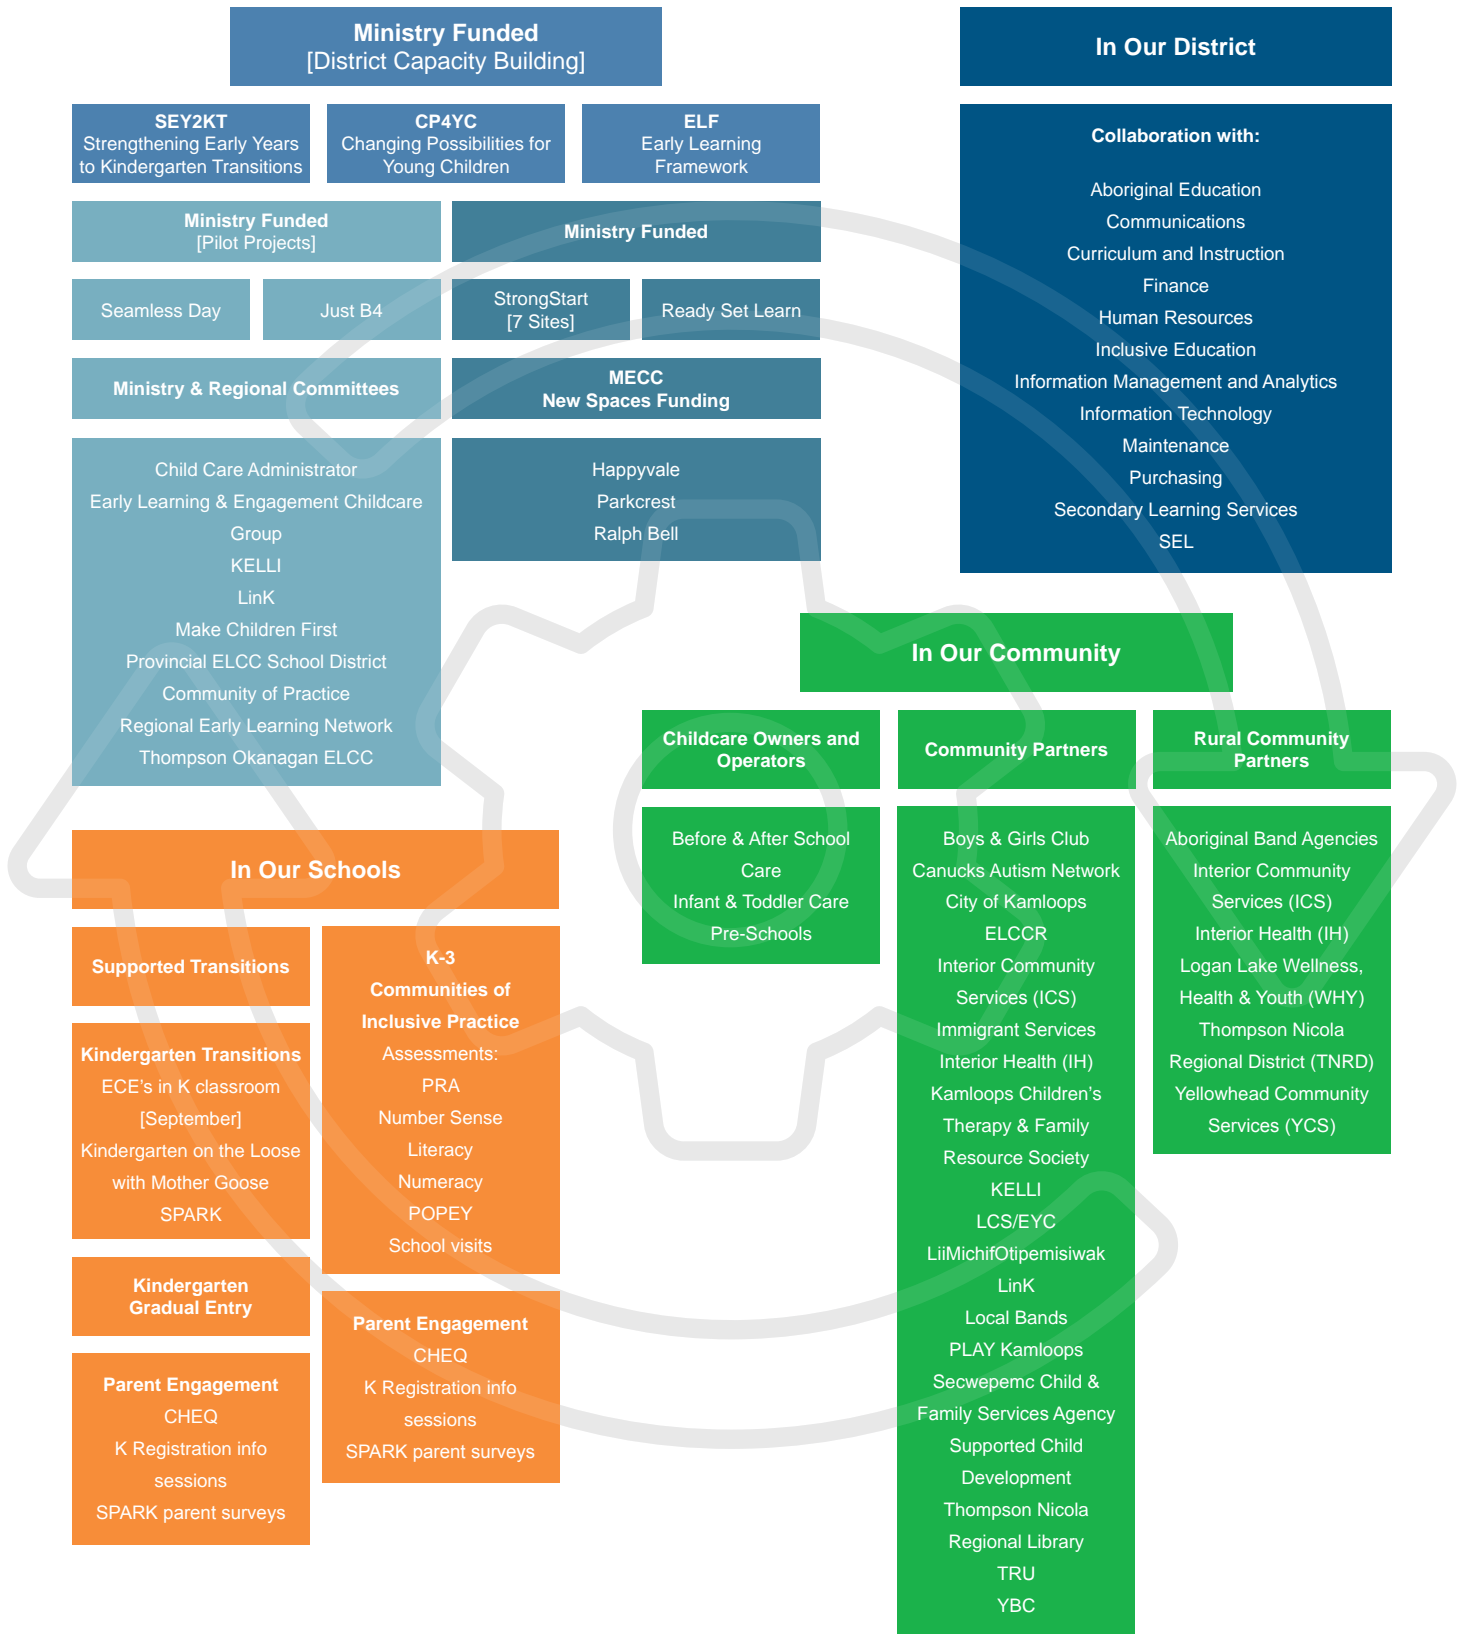 Ministry Funded
[District Capacity Building]
SEY2KT
Strengthening Early Years
to Kindergarten Transitions
CP4YC
Changing Possibilities for
Young Children
ELF
Early Learning
Framework
Ministry Funded
[Pilot Projects]
Ministry Funded
Seamless Day
Just B4
StrongStart
[7 Sites]
Ready Set Learn
Ministry & Regional Committees
MECC
New Spaces Funding
Child Care Administrator
Early Learning & Engagement Childcare
Group
KELLI
LinK
Make Children First
Provincial ELCC School District
Community of Practice
Regional Early Learning Network
Thompson Okanagan ELCC
Happyvale
Parkcrest
Ralph Bell
In Our District
Collaboration with:
Aboriginal Education
Communications
Curriculum and Instruction
Finance
Human Resources
Inclusive Education
Information Management and Analytics
Information Technology
Maintenance
Purchasing
Secondary Learning Services
SEL
In Our Community
Childcare Owners and
Operators
Before & After School
Care
Infant & Toddler Care
Pre-Schools
Community Partners
Boys & Girls Club
Canucks Autism Network
City of Kamloops
ELCCR
Interior Community
Services (ICS)
Immigrant Services
Interior Health (IH)
Kamloops Children's
Therapy & Family
Resource Society
KELLI
LCS/EYC
LiiMichifOtipemisiwak
LinK
Local Bands
PLAY Kamloops
Secwepemc Child &
Family Services Agency
Supported Child
Development
Thompson Nicola
Regional Library
TRU
YBC
Rural Community
Partners
Aboriginal Band Agencies
Interior Community
Services (ICS)
Interior Health (IH)
Logan Lake Wellness,
Health & Youth (WHY)
Thompson Nicola
Regional District (TNRD)
Yellowhead Community
Services (YCS)
In Our Schools
Supported Transitions
Kindergarten Transitions
ECE's in K classroom
[September]
Kindergarten on the Loose
with Mother Goose
SPARK
Kindergarten
Gradual Entry
Parent Engagement
CHEQ
K Registration info
sessions
SPARK parent surveys
K-3
Communities of
Inclusive Practice
Assessments:
PRA
Number Sense
Literacy
Numeracy
POPEY
School visits
Parent Engagement
CHEQ
K Registration info
sessions
SPARK parent surveys